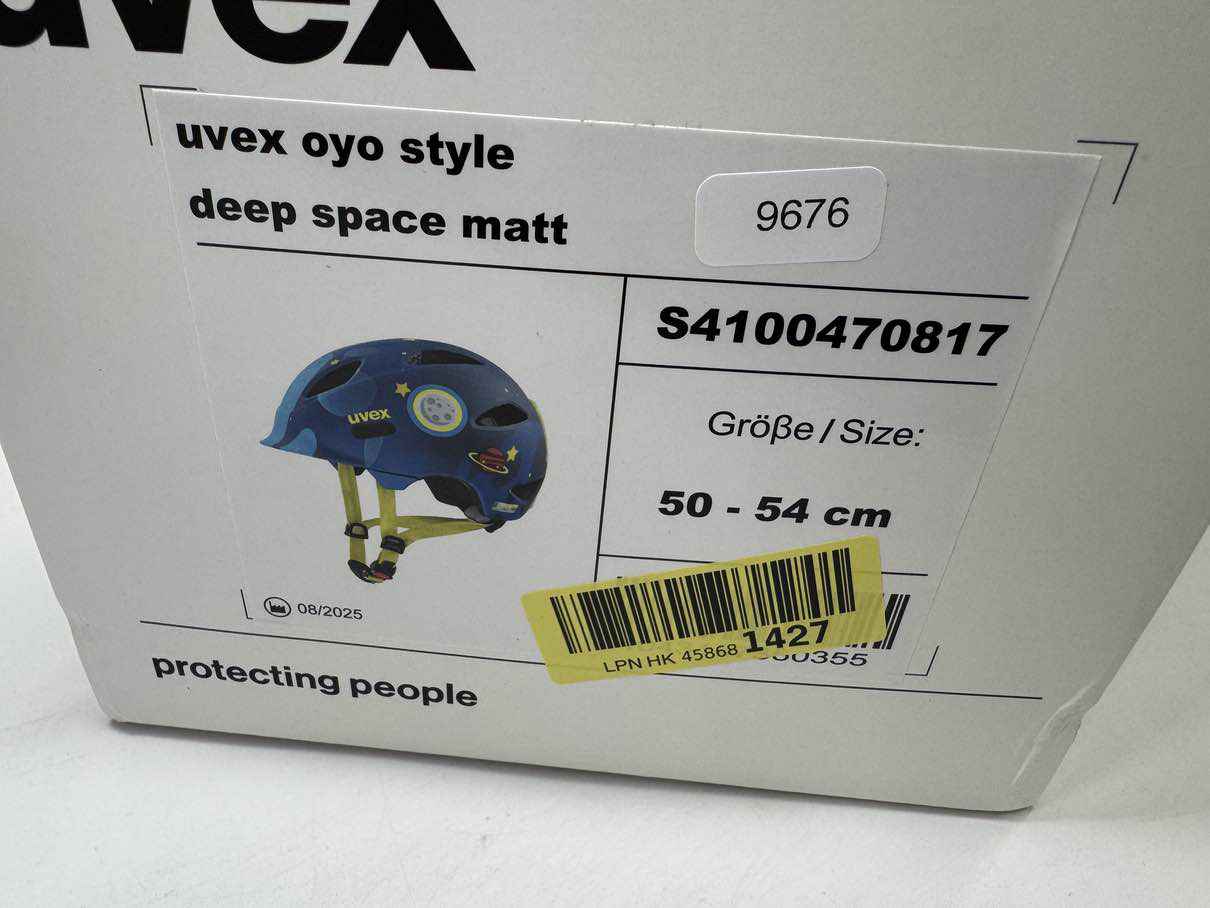 uvex
uvex oyo style
deep space matt
9676
S4100470817
uvex
Größe / Size:
50 - 54 cm
08/2025
LPN HK 45868 1427
0355
protecting people